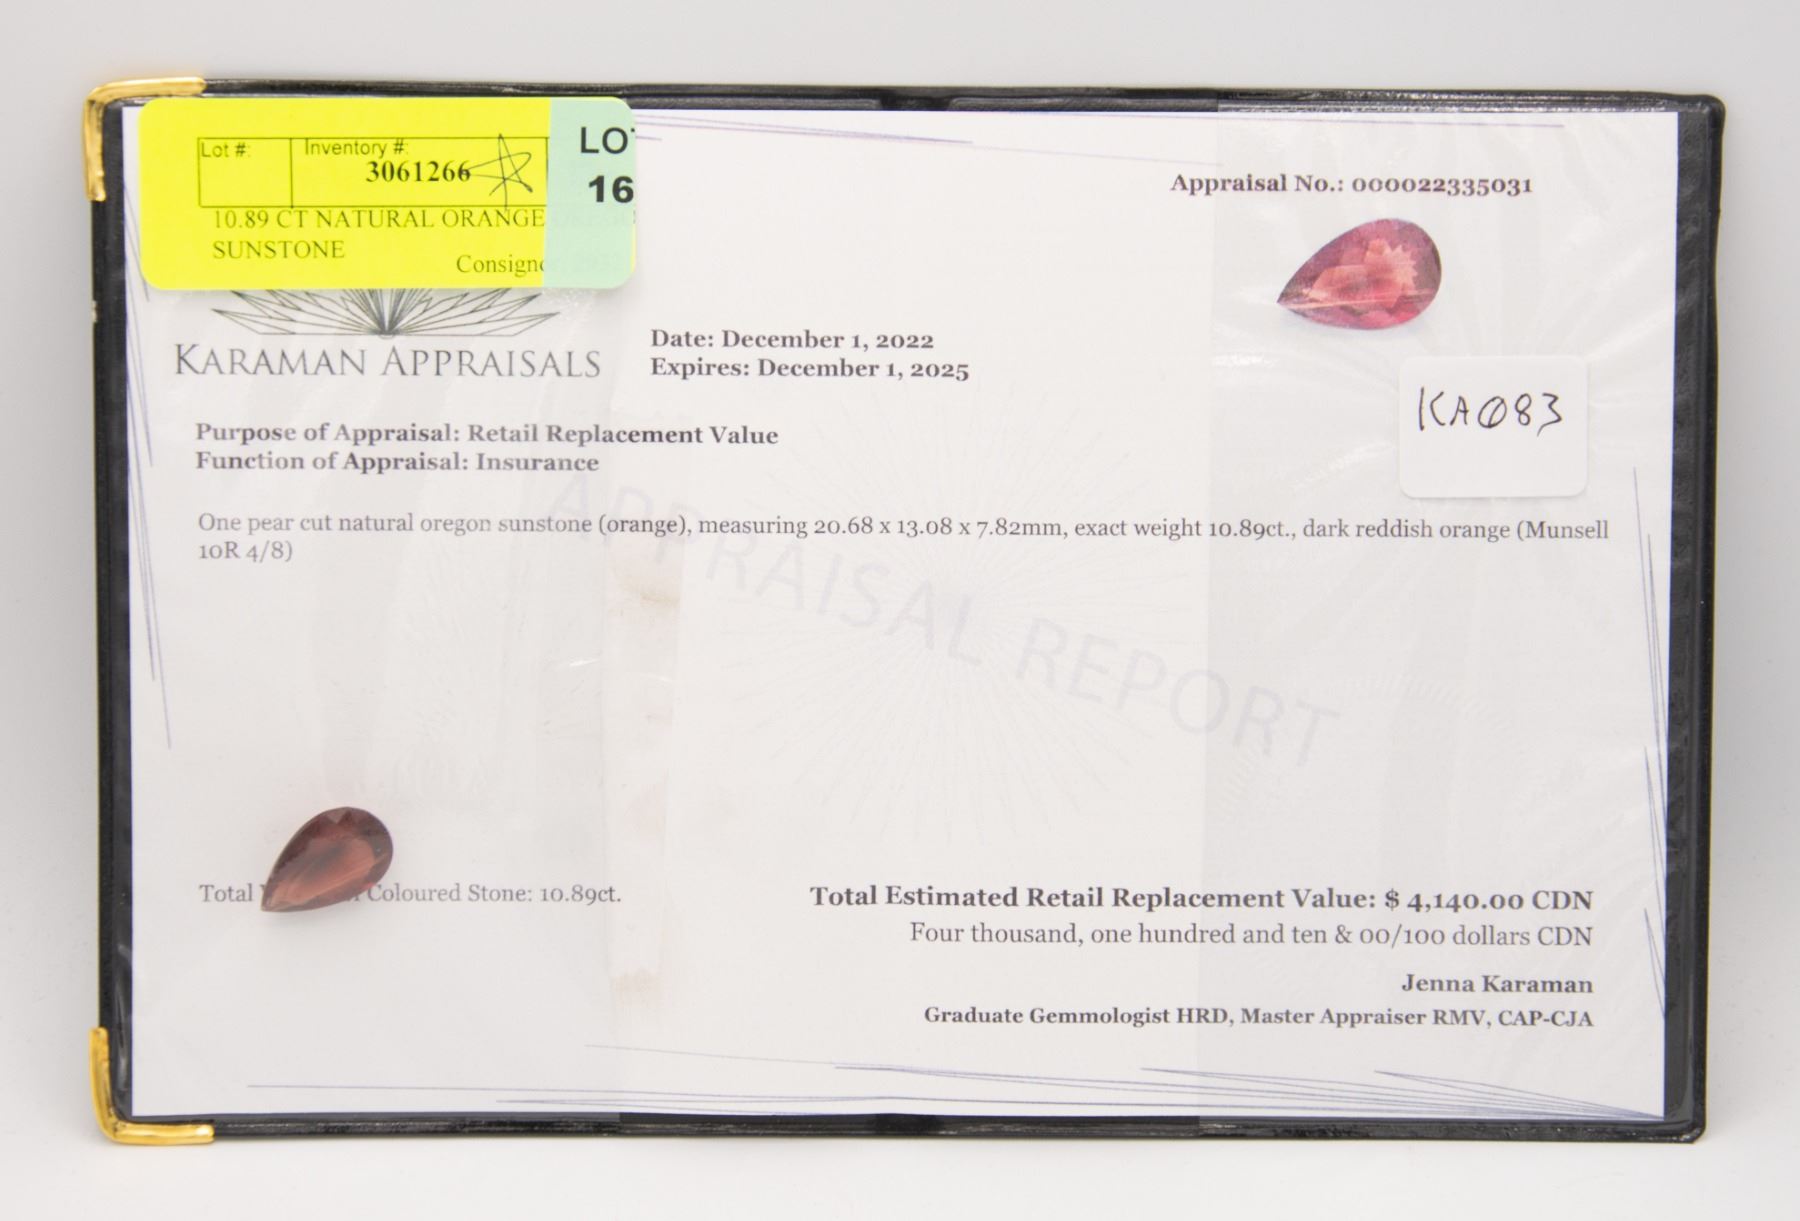 Lot #: Inventory #:
3061266
10.89 CT NATURAL ORANGE
SUNSTONE
LOT
16
Appraisal No.: 000022335031
KARAMAN APPRAISALS
Date: December 1, 2022
Expires: December 1, 2025
KA083
Purpose of Appraisal: Retail Replacement Value
Function of Appraisal: Insurance
One pear cut natural oregon sunstone (orange), measuring 20.68 x 13.08 x 7.82mm, exact weight 10.89ct., dark reddish orange (Munsell
10R 4/8)
APPRAISAL REPORT
Total Coloured Stone: 10.89ct.
Total Estimated Retail Replacement Value: $ 4,140.00 CDN
Four thousand, one hundred and ten & 00/100 dollars CDN
Jenna Karaman
Graduate Gemmologist HRD, Master Appraiser RMV, CAP-CJA